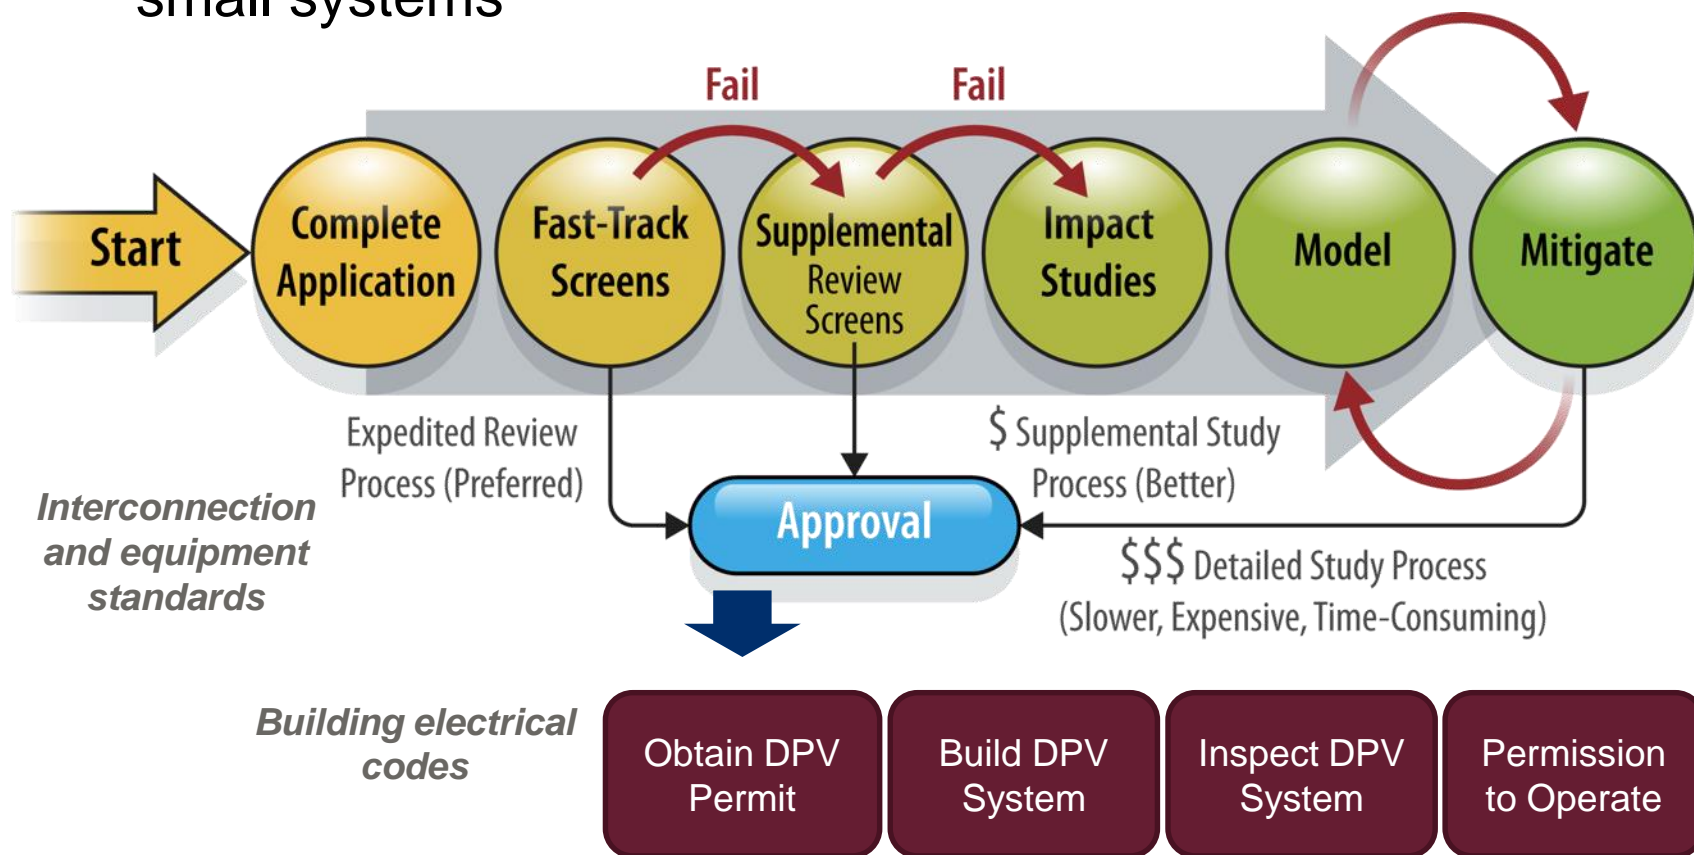 small systems
Fail
Fail
Start
Complete
Application
Fast-Track
Screens
Supplemental
Review
Screens
Impact
Studies
Model
Mitigate
Expedited Review
Process (Preferred)
$ Supplemental Study
Process (Better)
Interconnection
and equipment
standards
Approval
$$$ Detailed Study Process
(Slower, Expensive, Time-Consuming)
Building electrical
codes
Obtain DPV
Permit
Build DPV
System
Inspect DPV
System
Permission
to Operate